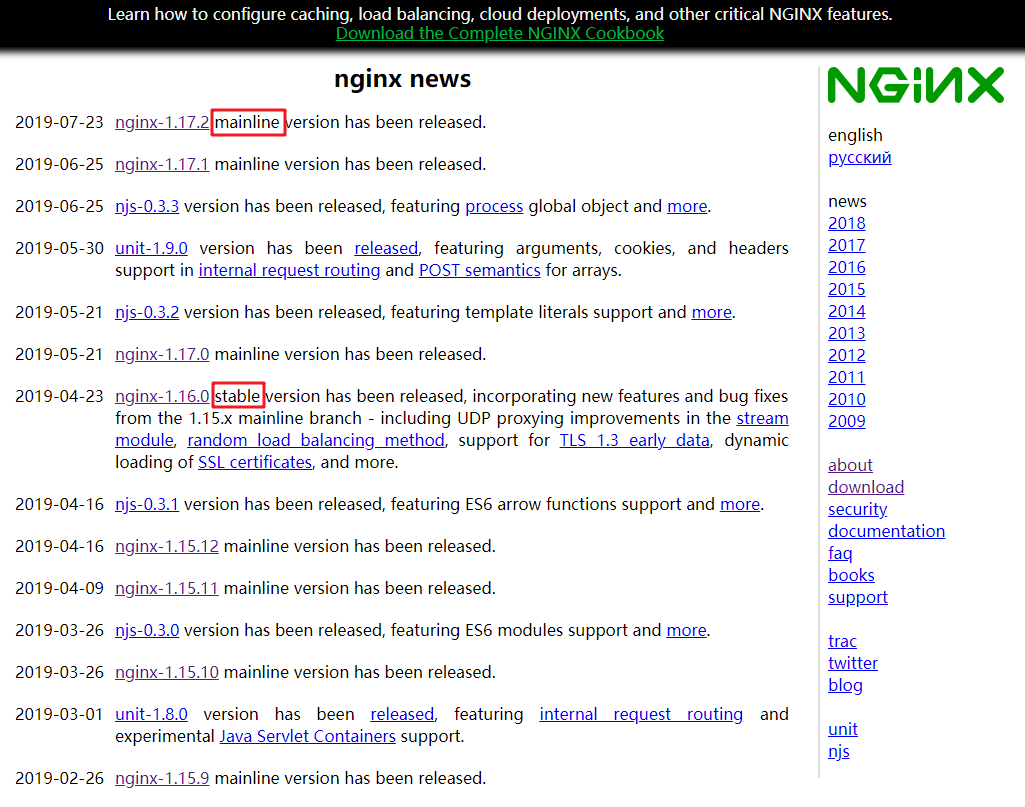 Learn how to configure caching, load balancing, cloud deployments, and other critical NGINX features.
Download the Complete NGINX Cookbook
nginx news
2019-07-23 nginx-1.17.2 mainline version has been released.
2019-06-25 nginx-1.17.1 mainline version has been released.
2019-06-25 njs-0.3.3 version has been released, featuring process global object and more.
2019-05-30 unit-1.9.0 version has been released, featuring arguments, cookies, and headers
support in internal request routing and POST semantics for arrays.
2019-05-21 njs-0.3.2 version has been released, featuring template literals support and more.
2019-05-21 nginx-1.17.0 mainline version has been released.
2019-04-23 nginx-1.16.0 stable version has been released, incorporating new features and bug fixes
from the 1.15.x mainline branch - including UDP proxying improvements in the stream
module, random load balancing method, support for TLS 1.3 early data, dynamic
loading of SSL certificates, and more.
2019-04-16 njs-0.3.1 version has been released, featuring ES6 arrow functions support and more.
2019-04-16 nginx-1.15.12 mainline version has been released.
2019-04-09 nginx-1.15.11 mainline version has been released.
2019-03-26 njs-0.3.0 version has been released, featuring ES6 modules support and more.
2019-03-26 nginx-1.15.10 mainline version has been released.
2019-03-01 unit-1.8.0 version has been released, featuring internal request routing and
experimental Java Servlet Containers support.
2019-02-26 nginx-1.15.9 mainline version has been released.
NGINX
english
русский
news
2018
2017
2016
2015
2014
2013
2012
2011
2010
2009
about
download
security
documentation
faq
books
support
trac
twitter
blog
unit
njs